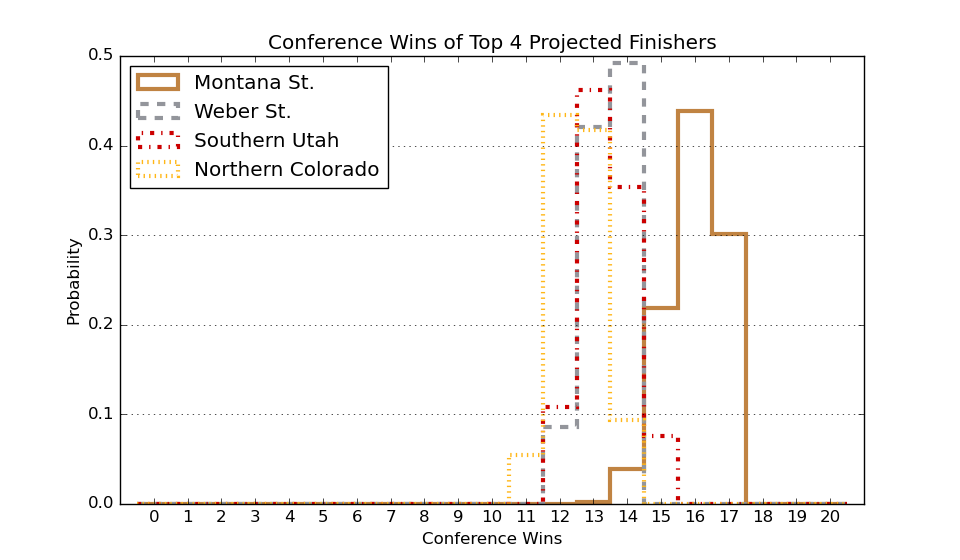 Conference Wins of Top 4 Projected Finishers
Montana St.
Weber St.
Southern Utah
Northern Colorado
0.5
0.4
0.3
0.2
0.1
0.0
Probability
0 1 2 3 4 5 6 7 8 9 10 11 12 13 14 15 16 17 18 19 20
Conference Wins